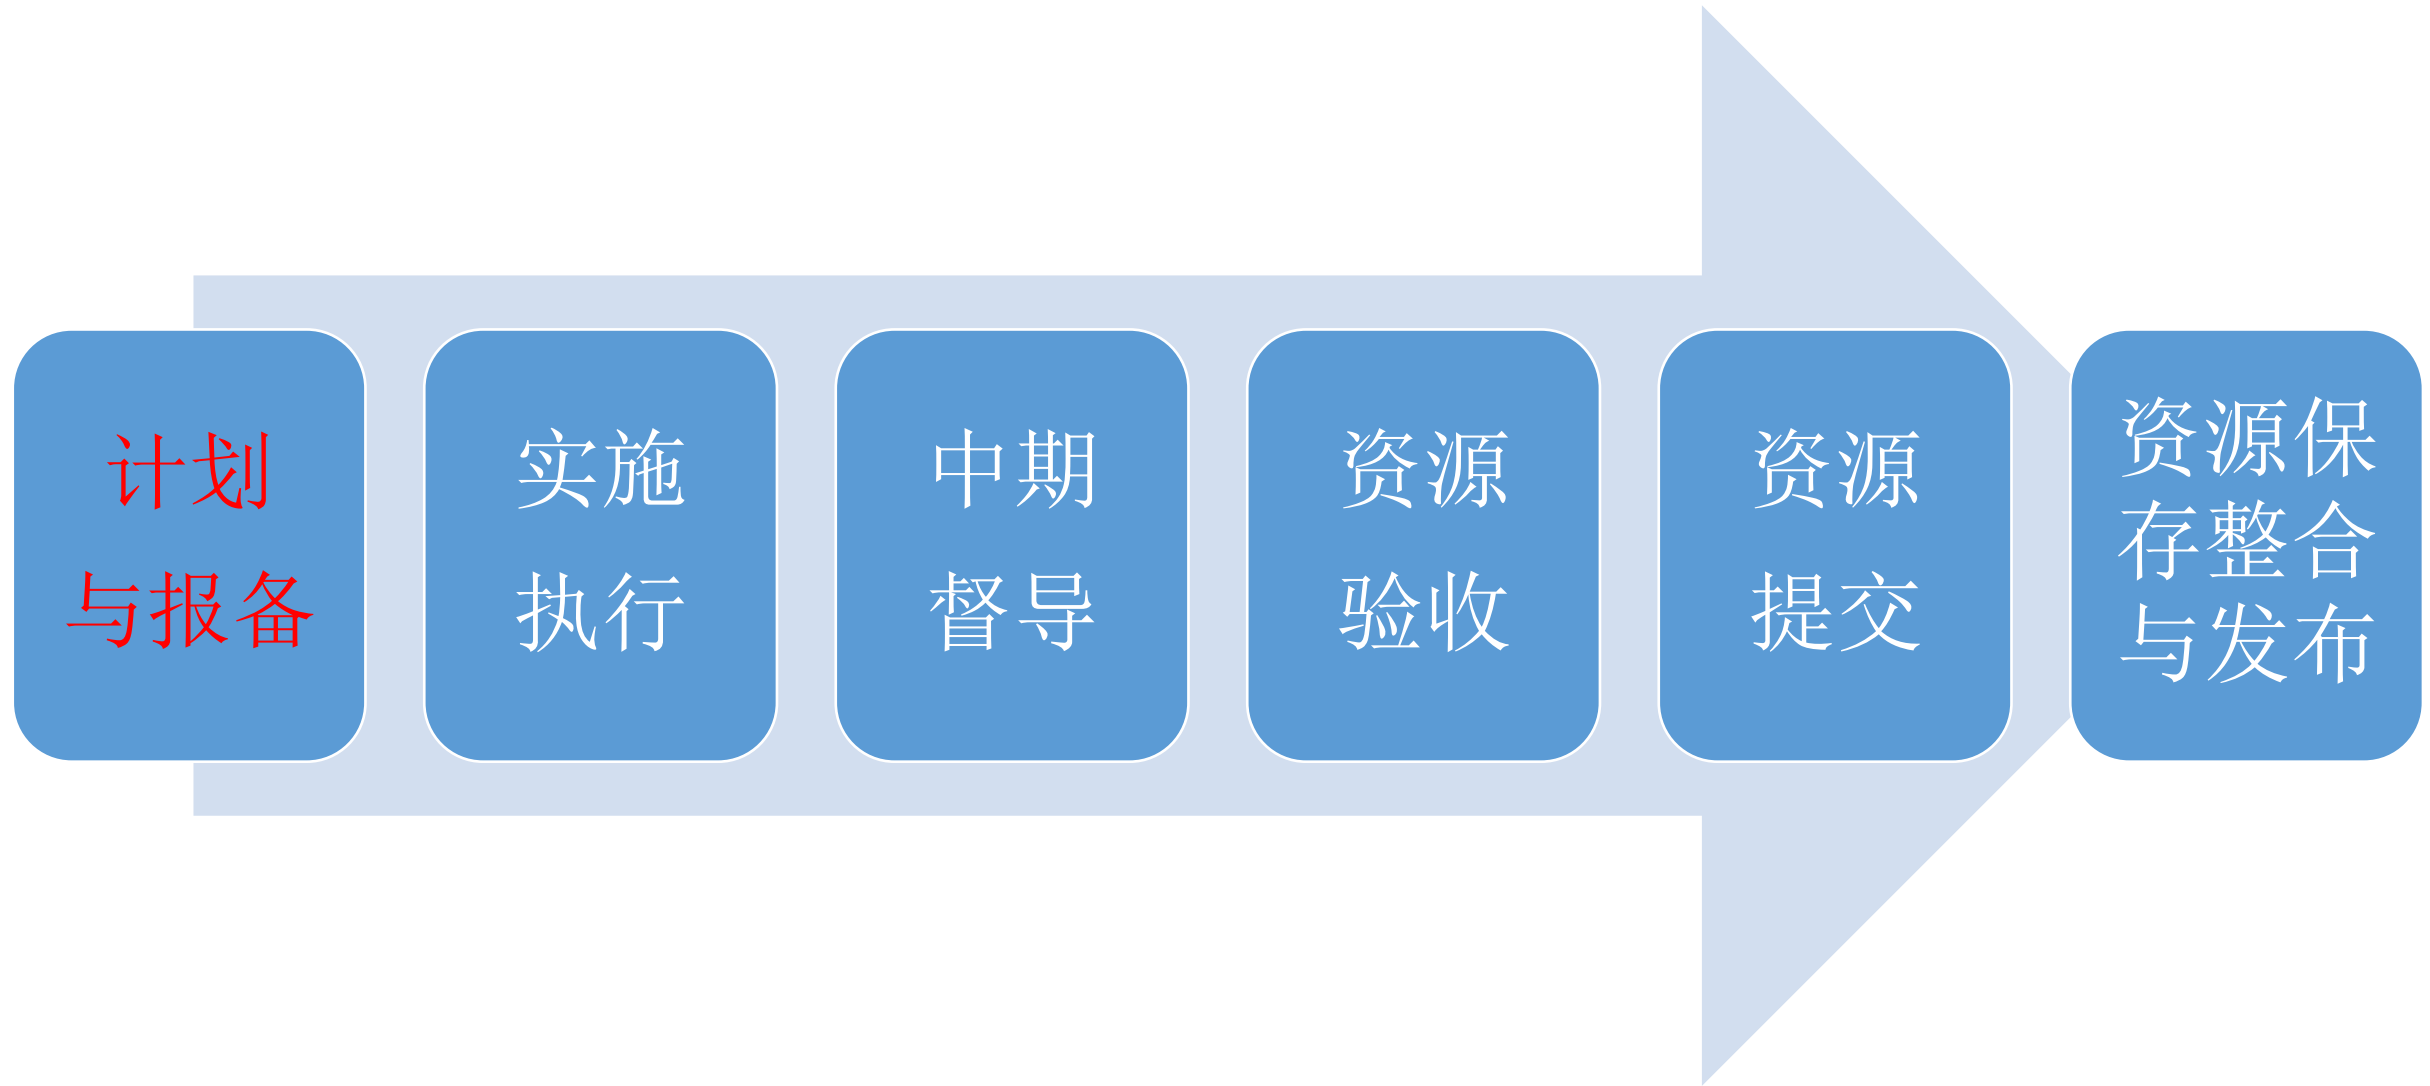 计划
与报备
实施
执行
中期
督导
资源
验收
资源
提交
资源保
存整合
与发布